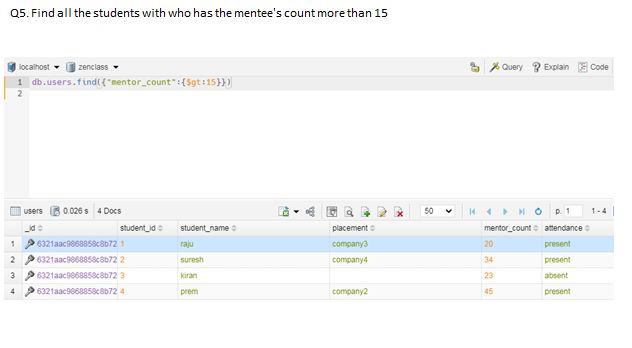 Q5. Find all the students with who has the mentee's count more than 15
localhost zenclass Query Explain Code
1 db.users.find({"mentor_count":{$gt:15}})
2
users 0.026 s 4 Docs 50 p. 1 1-4
_id student_id student_name placement mentor_count attendance
1 6321aac9868858c8b72 1 raju company3 20 present
2 6321aac9868858c8b72 2 suresh company4 34 present
3 6321aac9868858c8b72 3 kiran 23 absent
4 6321aac9868858c8b72 4 prem company2 45 present